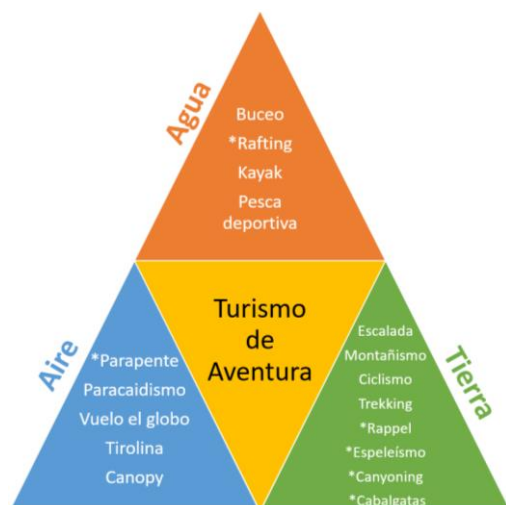 Agua
Buceo
*Rafting
Kayak
Pesca
deportiva
Turismo
de
Aventura
Aire
*Parapente
Paracaidismo
Vuelo el globo
Tirolina
Canopy
Tierra
Escalada
Montañismo
Ciclismo
Trekking
*Rappel
*Espeleísmo
*Canyoning
*Cabalgatas